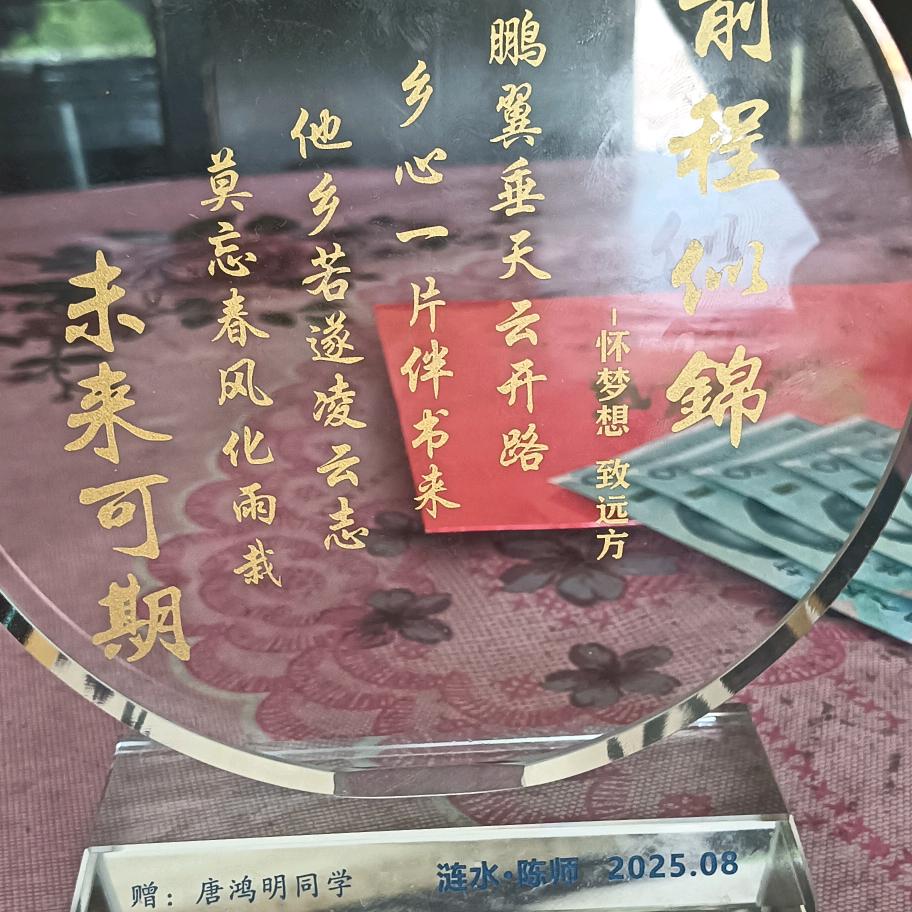 前程似錦
-怀梦想 致远方
鹏翼垂天云开路
乡心一片伴书来
他乡若遂凌云志
莫忘春风化雨栽
未来可期
赠：唐鸿明同学
涟水·陈师 2025.08